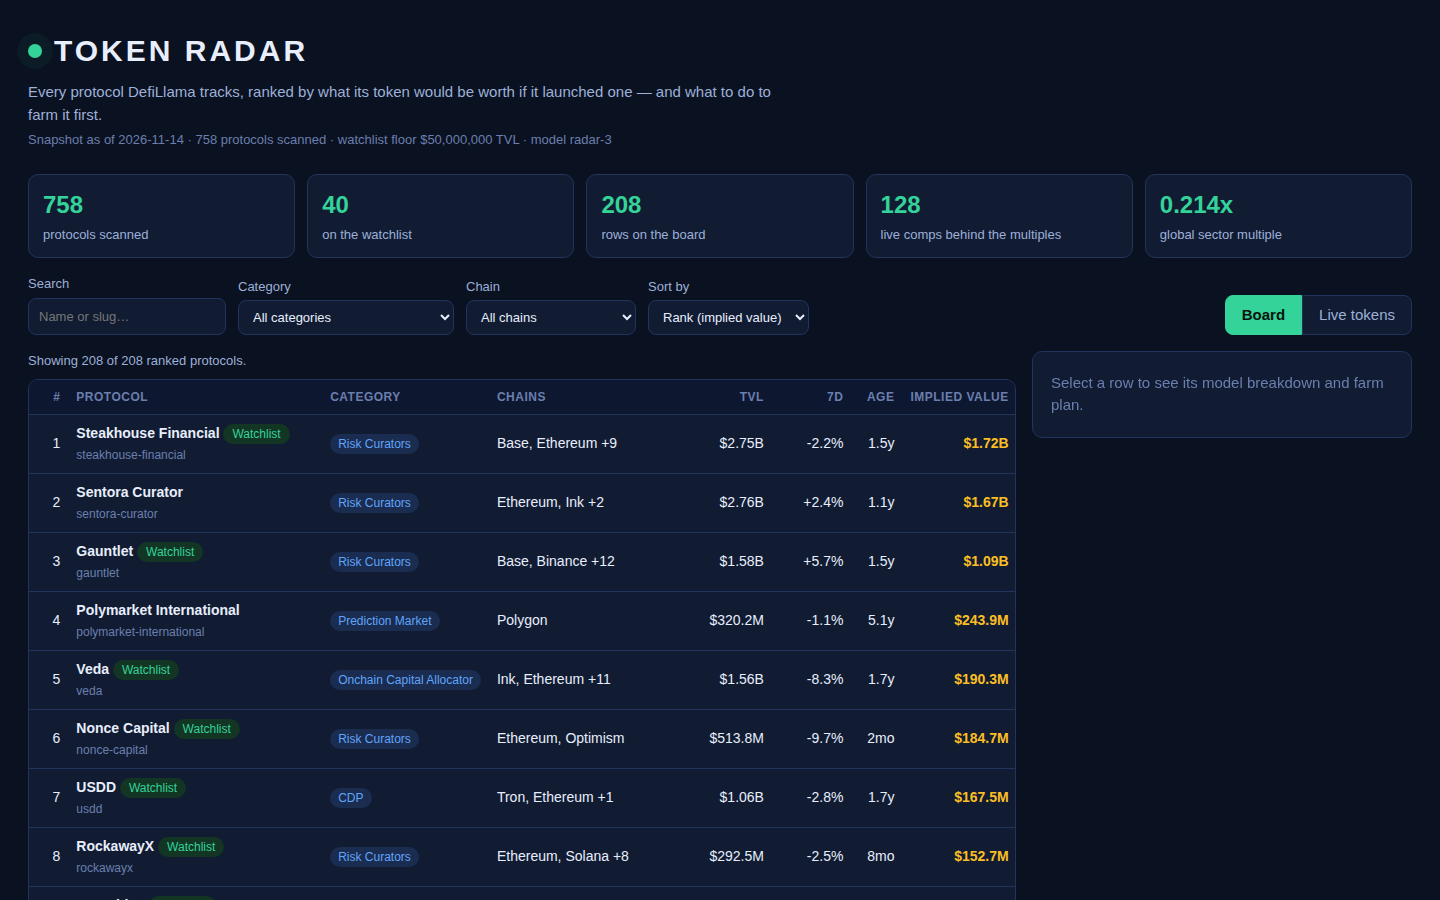 TOKEN RADAR
Every protocol DefiLlama tracks, ranked by what its token would be worth if it launched one — and what to do to
farm it first.
Snapshot as of 2026-11-14 · 758 protocols scanned · watchlist floor $50,000,000 TVL · model radar-3
758
protocols scanned
40
on the watchlist
208
rows on the board
128
live comps behind the multiples
0.214x
global sector multiple
Search
Name or slug…
Category
All categories
Chain
All chains
Sort by
Rank (implied value)
Board
Live tokens
Showing 208 of 208 ranked protocols.
# PROTOCOL CATEGORY CHAINS TVL 7D AGE IMPLIED VALUE
1 Steakhouse Financial Watchlist Risk Curators Base, Ethereum +9 $2.75B -2.2% 1.5y $1.72B
steakhouse-financial
2 Sentora Curator Risk Curators Ethereum, Ink +2 $2.76B +2.4% 1.1y $1.67B
sentora-curator
3 Gauntlet Watchlist Risk Curators Base, Binance +12 $1.58B +5.7% 1.5y $1.09B
gauntlet
4 Polymarket International Prediction Market Polygon $320.2M -1.1% 5.1y $243.9M
polymarket-international
5 Veda Watchlist Onchain Capital Allocator Ink, Ethereum +11 $1.56B -8.3% 1.7y $190.3M
veda
6 Nonce Capital Watchlist Risk Curators Ethereum, Optimism $513.8M -9.7% 2mo $184.7M
nonce-capital
7 USDD Watchlist CDP Tron, Ethereum +1 $1.06B -2.8% 1.7y $167.5M
usdd
8 RockawayX Watchlist Risk Curators Ethereum, Solana +8 $292.5M -2.5% 8mo $152.7M
rockawayx
Select a row to see its model breakdown and farm
plan.